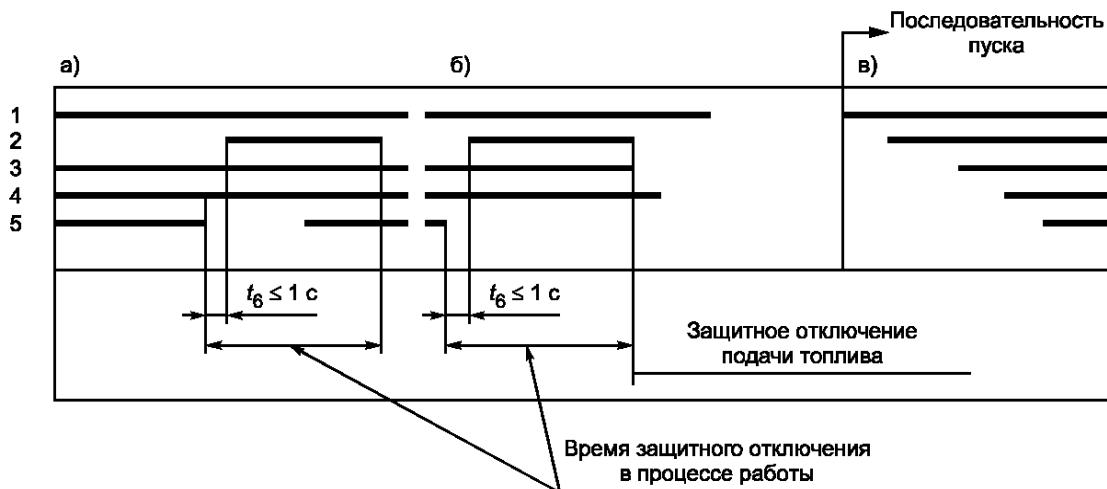 Последовательность
пуска
а)
б)
в)
1
2
3
4
5
t6 ≤ 1 с
t6 ≤ 1 с
Защитное отключение
подачи топлива
Время защитного отключения
в процессе работы